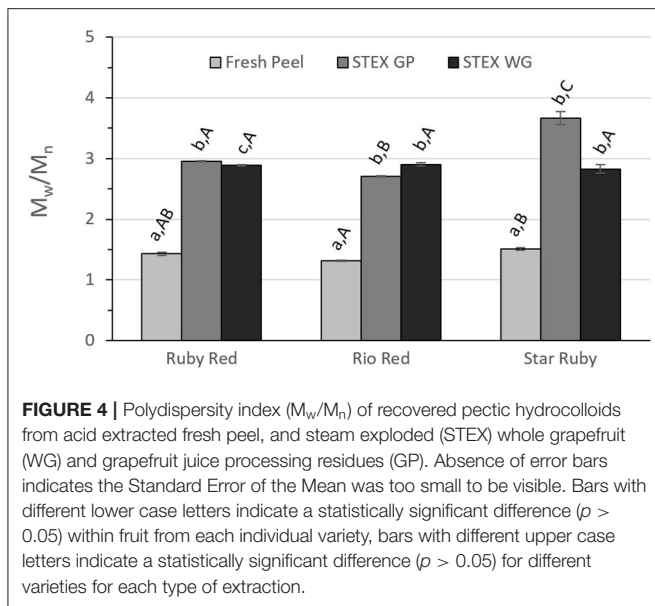 5
Fresh Peel STEX GP STEX WG
b,C
4
b,A c,A b,B b,A b,A
3
M_w/M_n
2
a,AB a,A a,B
1
0
Ruby Red Rio Red Star Ruby
FIGURE 4 | Polydispersity index (M_w/M_n) of recovered pectic hydrocolloids
from acid extracted fresh peel, and steam exploded (STEX) whole grapefruit
(WG) and grapefruit juice processing residues (GP). Absence of error bars
indicates the Standard Error of the Mean was too small to be visible. Bars with
different lower case letters indicate a statistically significant difference (p >
0.05) within fruit from each individual variety, bars with different upper case
letters indicate a statistically significant difference (p > 0.05) for different
varieties for each type of extraction.